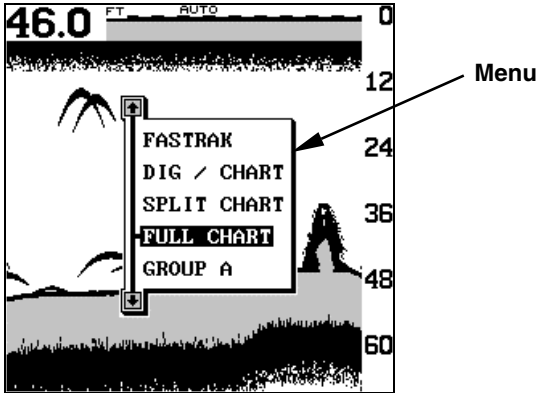 46.0 FT AUTO 0
12
Menu
FASTRAK
24
DIG / CHART
SPLIT CHART
36
FULL CHART
GROUP A
48
60